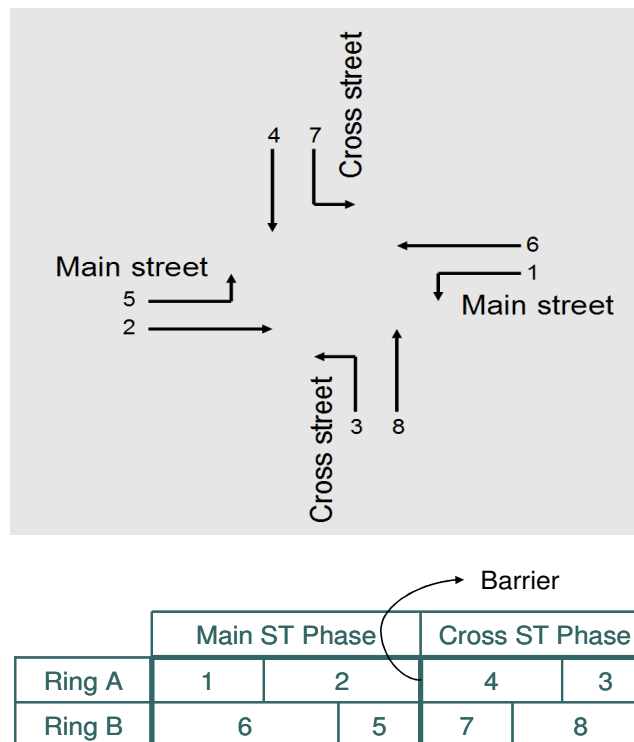 Cross street
4 7
6
Main street
1
5
Main street
2
Cross street
3 8
Barrier
Main ST Phase Cross ST Phase
Ring A 1 2 4 3
Ring B 6 5 7 8